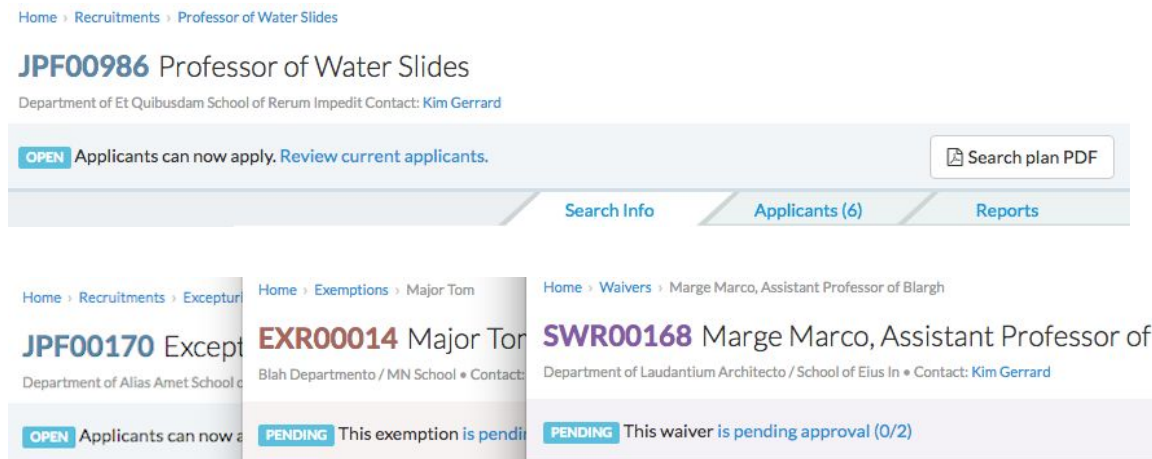 Home › Recruitments › Professor of Water Slides
JPF00986 Professor of Water Slides
Department of Et Quibusdam School of Rerum Impedit Contact: Kim Gerrard
OPEN Applicants can now apply. Review current applicants.
Search plan PDF
Search Info Applicants (6) Reports
Home › Recruitments › Excepturi
JPF00170 Except
Department of Alias Amet School
OPEN Applicants can now
Home › Exemptions › Major Tom
EXR00014 Major Tom
Blah Departmento / MN School • Contact:
PENDING This exemption is pending
Home › Waivers › Marge Marco, Assistant Professor of Blargh
SWR00168 Marge Marco, Assistant Professor of
Department of Laudantium Architecto / School of Eius In • Contact: Kim Gerrard
PENDING This waiver is pending approval (0/2)